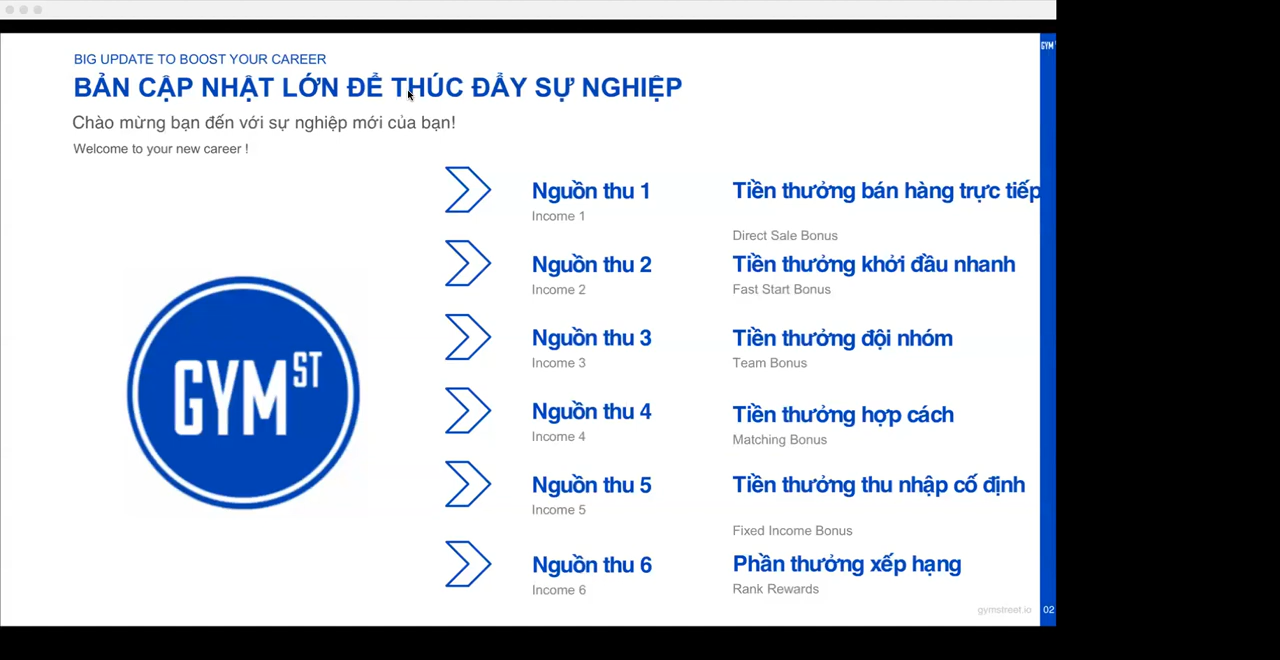 GYM
BIG UPDATE TO BOOST YOUR CAREER
BẢN CẬP NHẬT LỚN ĐỂ THÚC ĐẨY SỰ NGHIỆP
Chào mừng bạn đến với sự nghiệp mới của bạn!
Welcome to your new career !
Nguồn thu 1
Income 1
Tiền thưởng bán hàng trực tiếp
Direct Sale Bonus
Nguồn thu 2
Income 2
Tiền thưởng khởi đầu nhanh
Fast Start Bonus
Nguồn thu 3
Income 3
Tiền thưởng đội nhóm
Team Bonus
Nguồn thu 4
Income 4
Tiền thưởng hợp cách
Matching Bonus
Nguồn thu 5
Income 5
Tiền thưởng thu nhập cố định
Fixed Income Bonus
Nguồn thu 6
Income 6
Phần thưởng xếp hạng
Rank Rewards
GYM ST
gymstreet.io
02